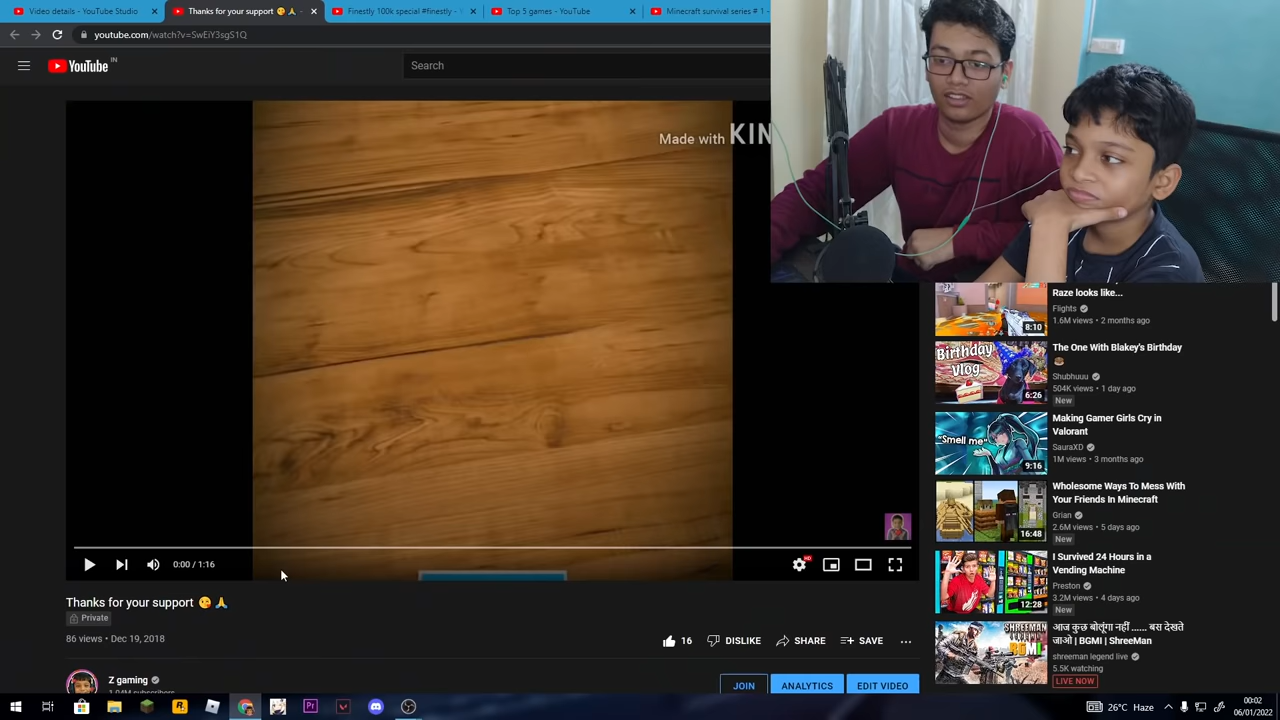 Video details - YouTube Studio
Thanks for your support 😘 🙏 -
Finestly 100k special #finestly -
Top 5 games - YouTube
Minecraft survival series # 1 -
youtube.com/watch?v=SwEiY3sgS1Q
YouTube IN
Search
Made with KIN
Raze looks like...
Flights
1.6M views • 2 months ago
8:10
Birthday
Vlog
6:26
The One With Blakey's Birthday
Shubhuuu
504K views • 1 day ago
New
"Smell me"
9:16
Making Gamer Girls Cry in
Valorant
SauraXD
1M views • 3 months ago
16:48
Wholesome Ways To Mess With
Your Friends In Minecraft
Grian
2.6M views • 5 days ago
New
12:28
I Survived 24 Hours in a
Vending Machine
Preston
3.2M views • 4 days ago
New
SHREEMAN
BGMI
आज कुछ बोलूंगा नहीं ...... बस देखते
जाओ | BGMI | ShreeMan
shreeman legend live
5.5K watching
LIVE NOW
0:00 / 1:16
HD
Thanks for your support 😘 🙏
Private
86 views • Dec 19, 2018
16
DISLIKE
SHARE
SAVE
Z gaming
1.04M subscribers
JOIN
ANALYTICS
EDIT VIDEO
26°C Haze
00:02
06/01/2022